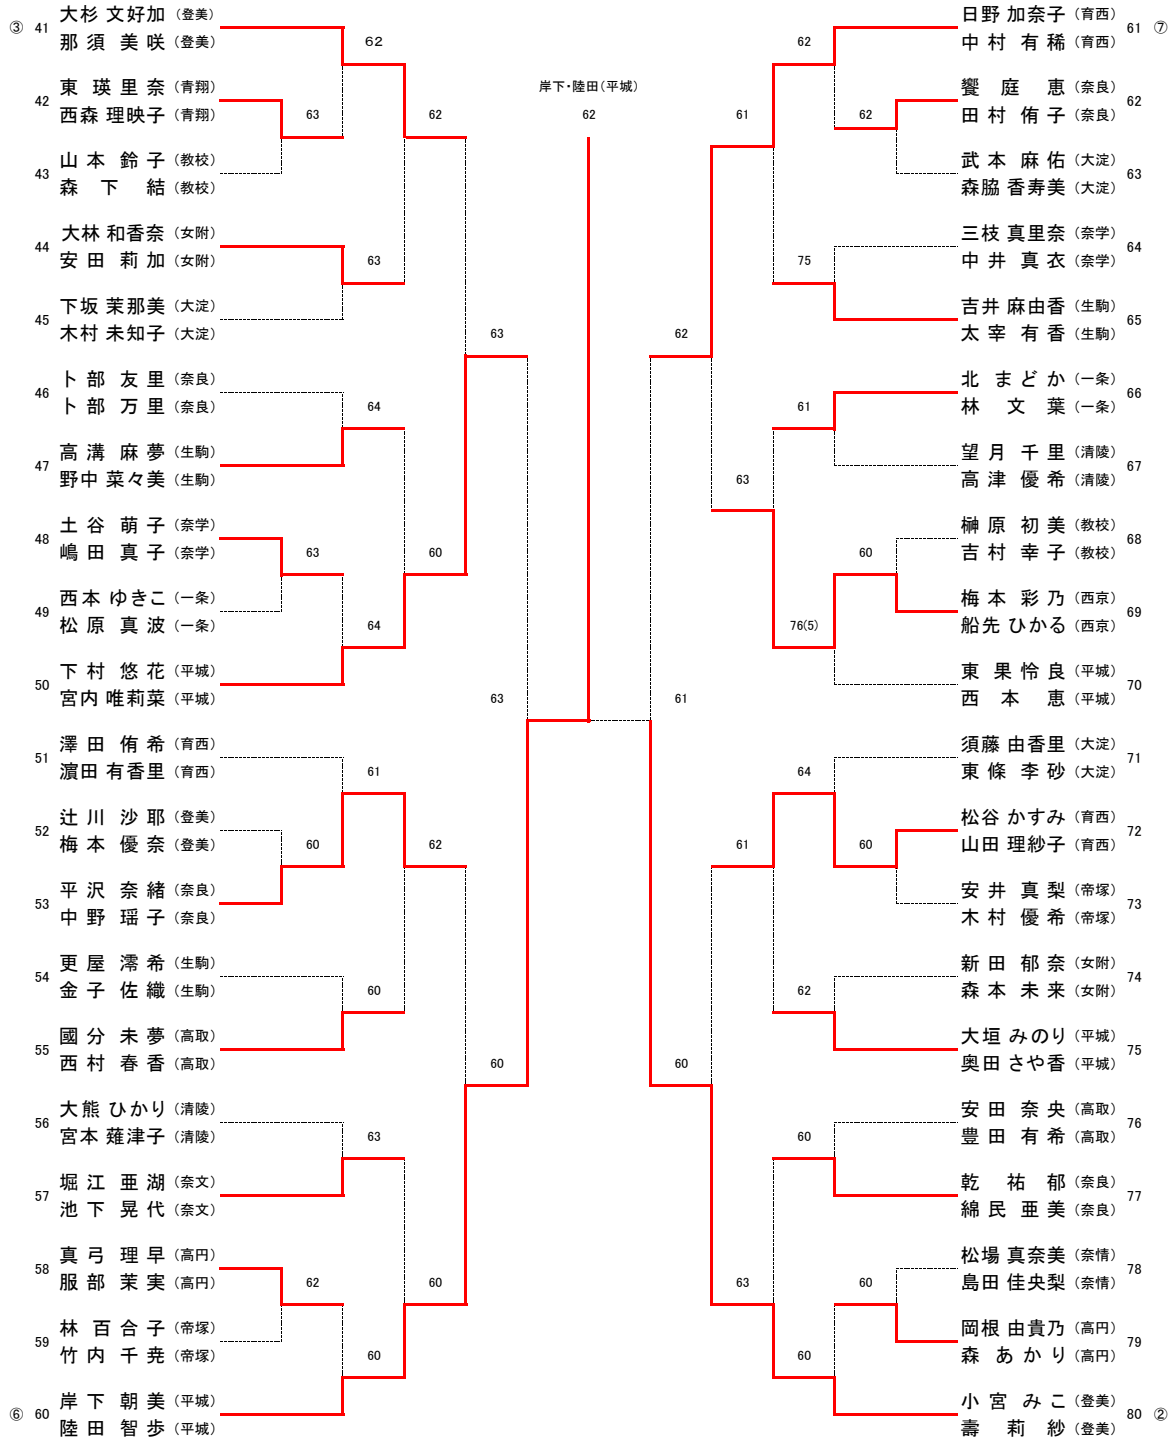 岸下・陸田(平城)
62
③ 41 大杉 文好加 (登美)
那須 美咲 (登美)
42 東 瑛里奈 (青翔)
西森 理映子 (青翔)
43 山本 鈴子 (教校)
森下 結 (教校)
44 大林 和香奈 (女附)
安田 莉加 (女附)
45 下坂 茉那美 (大淀)
木村 未知子 (大淀)
46 卜部 友里 (奈良)
卜部 万里 (奈良)
47 高溝 麻夢 (生駒)
野中 菜々美 (生駒)
48 土谷 萌子 (奈学)
嶋田 真子 (奈学)
49 西本 ゆきこ (一条)
松原 真波 (一条)
50 下村 悠花 (平城)
宮内 唯莉菜 (平城)
51 澤田 侑希 (育西)
濵田 有香里 (育西)
52 辻川 沙耶 (登美)
梅本 優奈 (登美)
53 平沢 奈緒 (奈良)
中野 瑶子 (奈良)
54 更屋 澪希 (生駒)
金子 佐織 (生駒)
55 國分 未夢 (高取)
西村 春香 (高取)
56 大熊 ひかり (清陵)
宮本 薙津子 (清陵)
57 堀江 亜湖 (奈文)
池下 晃代 (奈文)
58 真弓 理早 (高円)
服部 茉実 (高円)
59 林 百合子 (帝塚)
竹内 千尭 (帝塚)
⑥ 60 岸下 朝美 (平城)
陸田 智歩 (平城)
62
63
62
63
63
64
63
60
64
63
61
60
62
60
60
63
62
60
60
日野 加奈子 (育西) 61 ⑦
中村 有稀 (育西)
饗庭 恵 (奈良) 62
田村 侑子 (奈良)
武本 麻佑 (大淀) 63
森脇 香寿美 (大淀)
三枝 真里奈 (奈学) 64
中井 真衣 (奈学)
吉井 麻由香 (生駒) 65
太宰 有香 (生駒)
北 まどか (一条) 66
林 文葉 (一条)
望月 千里 (清陵) 67
高津 優希 (清陵)
榊原 初美 (教校) 68
吉村 幸子 (教校)
梅本 彩乃 (西京) 69
船先 ひかる (西京)
東 果怜良 (平城) 70
西本 恵 (平城)
須藤 由香里 (大淀) 71
東條 李砂 (大淀)
松谷 かすみ (育西) 72
山田 理紗子 (育西)
安井 真梨 (帝塚) 73
木村 優希 (帝塚)
新田 郁奈 (女附) 74
森本 未来 (女附)
大垣 みのり (平城) 75
奥田 さや香 (平城)
安田 奈央 (高取) 76
豊田 有希 (高取)
乾 祐郁 (奈良) 77
綿民 亜美 (奈良)
松場 真奈美 (奈情) 78
島田 佳央梨 (奈情)
岡根 由貴乃 (高円) 79
森 あかり (高円)
小宮 みこ (登美) 80 ②
壽 莉紗 (登美)
62
61
62
75
62
61
63
60
76(5)
61
64
61
60
62
60
60
63
60
60